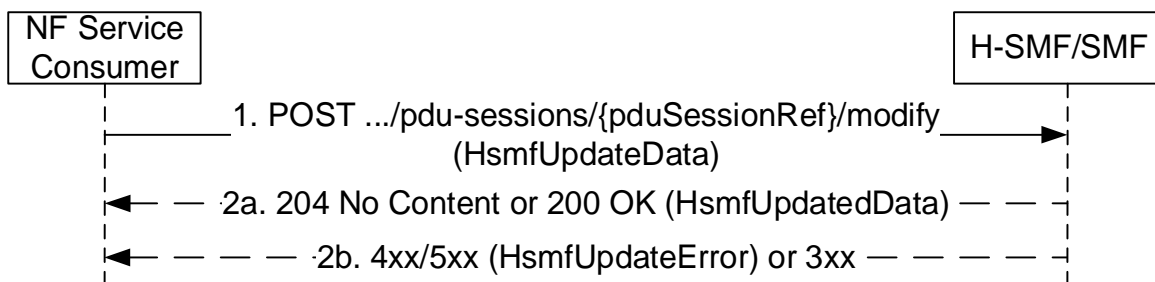 NF Service
Consumer
H-SMF/SMF
1. POST .../pdu-sessions/{pduSessionRef}/modify
(HsmfUpdateData)
2a. 204 No Content or 200 OK (HsmfUpdatedData)
2b. 4xx/5xx (HsmfUpdateError) or 3xx